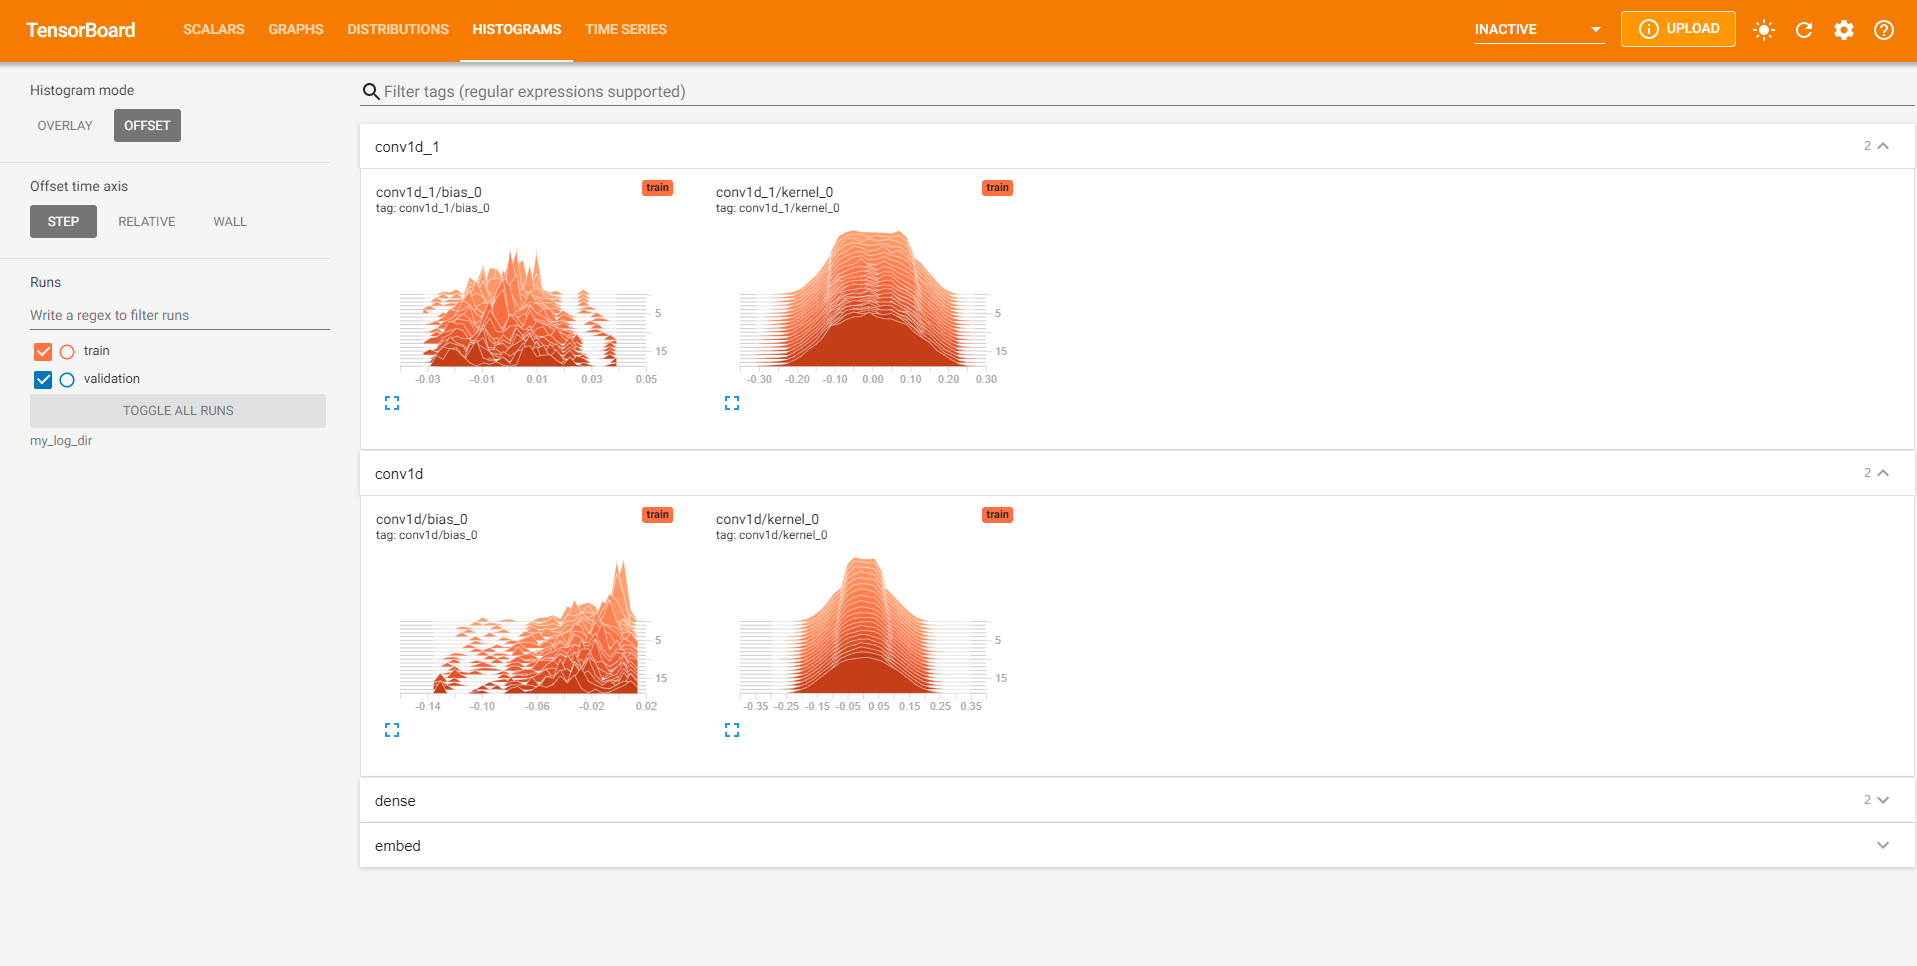 TensorBoard
SCALARS GRAPHS DISTRIBUTIONS HISTOGRAMS TIME SERIES
INACTIVE
UPLOAD
Histogram mode
OVERLAY OFFSET
Offset time axis
STEP RELATIVE WALL
Runs
Write a regex to filter runs
train
validation
TOGGLE ALL RUNS
my_log_dir
Filter tags (regular expressions supported)
conv1d_1 2
conv1d_1/bias_0 train
tag: conv1d_1/bias_0
5
15
-0.03 -0.01 0.01 0.03 0.05
conv1d_1/kernel_0 train
tag: conv1d_1/kernel_0
5
15
-0.30 -0.20 -0.10 0.00 0.10 0.20 0.30
conv1d 2
conv1d/bias_0 train
tag: conv1d/bias_0
5
15
-0.14 -0.10 -0.06 -0.02 0.02
conv1d/kernel_0 train
tag: conv1d/kernel_0
5
15
-0.35 -0.25 -0.15 -0.05 0.05 0.15 0.25 0.35
dense 2
embed